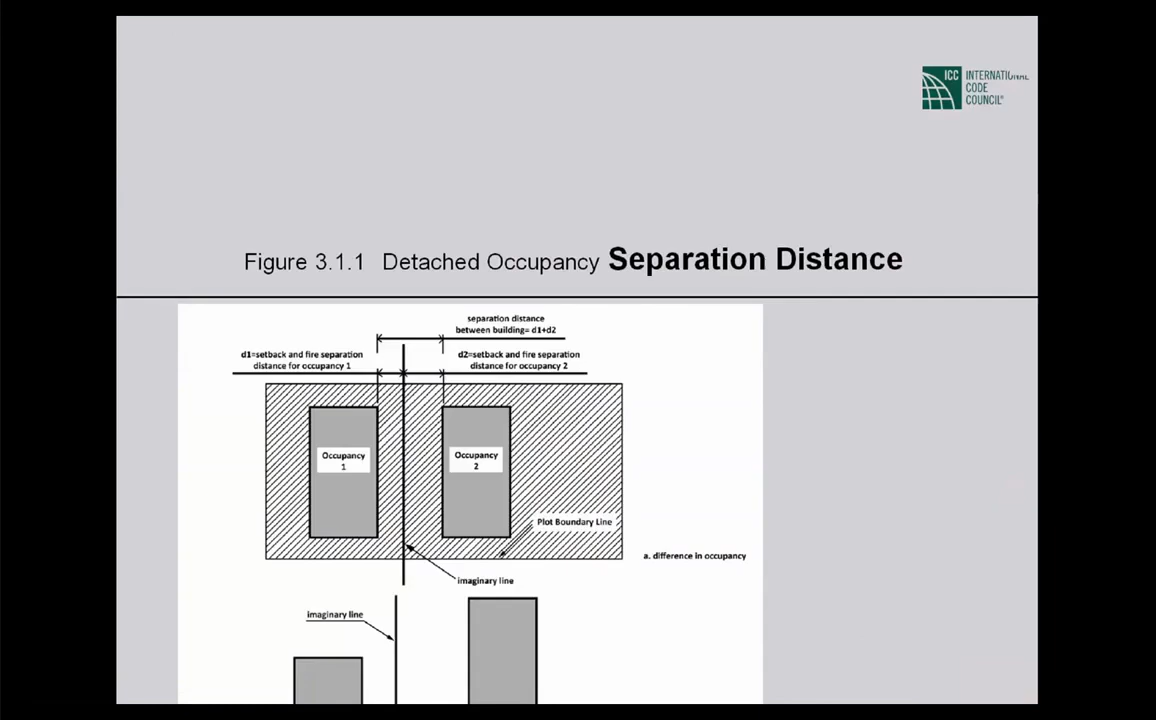 ICC INTERNATIONAL
CODE
COUNCIL®
Figure 3.1.1 Detached Occupancy Separation Distance
separation distance
between building= d1+d2
d1=setback and fire separation
distance for occupancy 1
d2=setback and fire separation
distance for occupancy 2
Occupancy
1
Occupancy
2
Plot Boundary Line
a. difference in occupancy
imaginary line
imaginary line